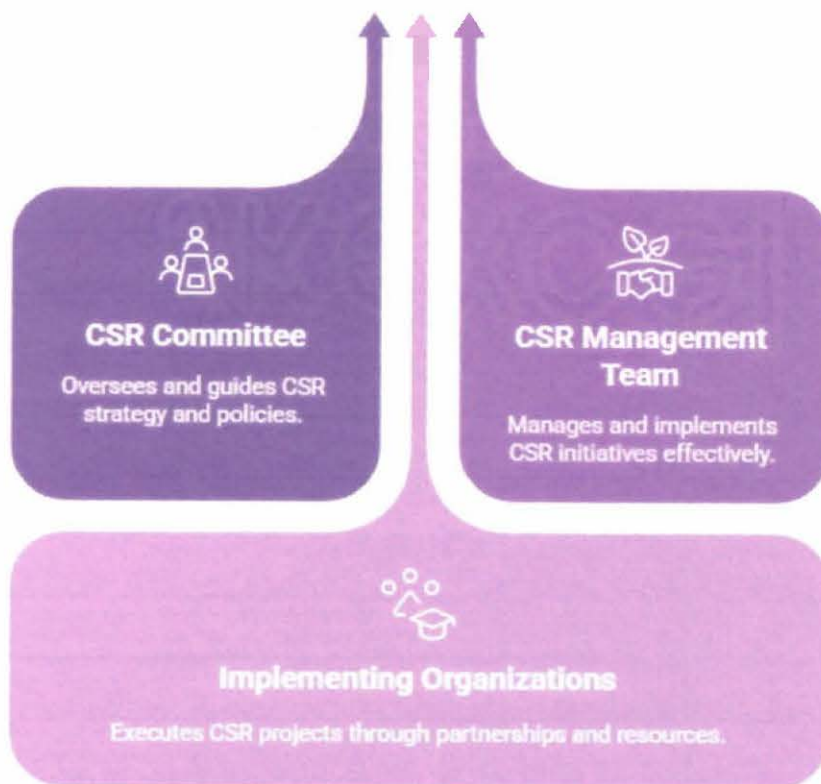 CSR Committee
Oversees and guides CSR
strategy and policies.
CSR Management
Team
Manages and implements
CSR initiatives effectively.
Implementing Organizations
Executes CSR projects through partnerships and resources.